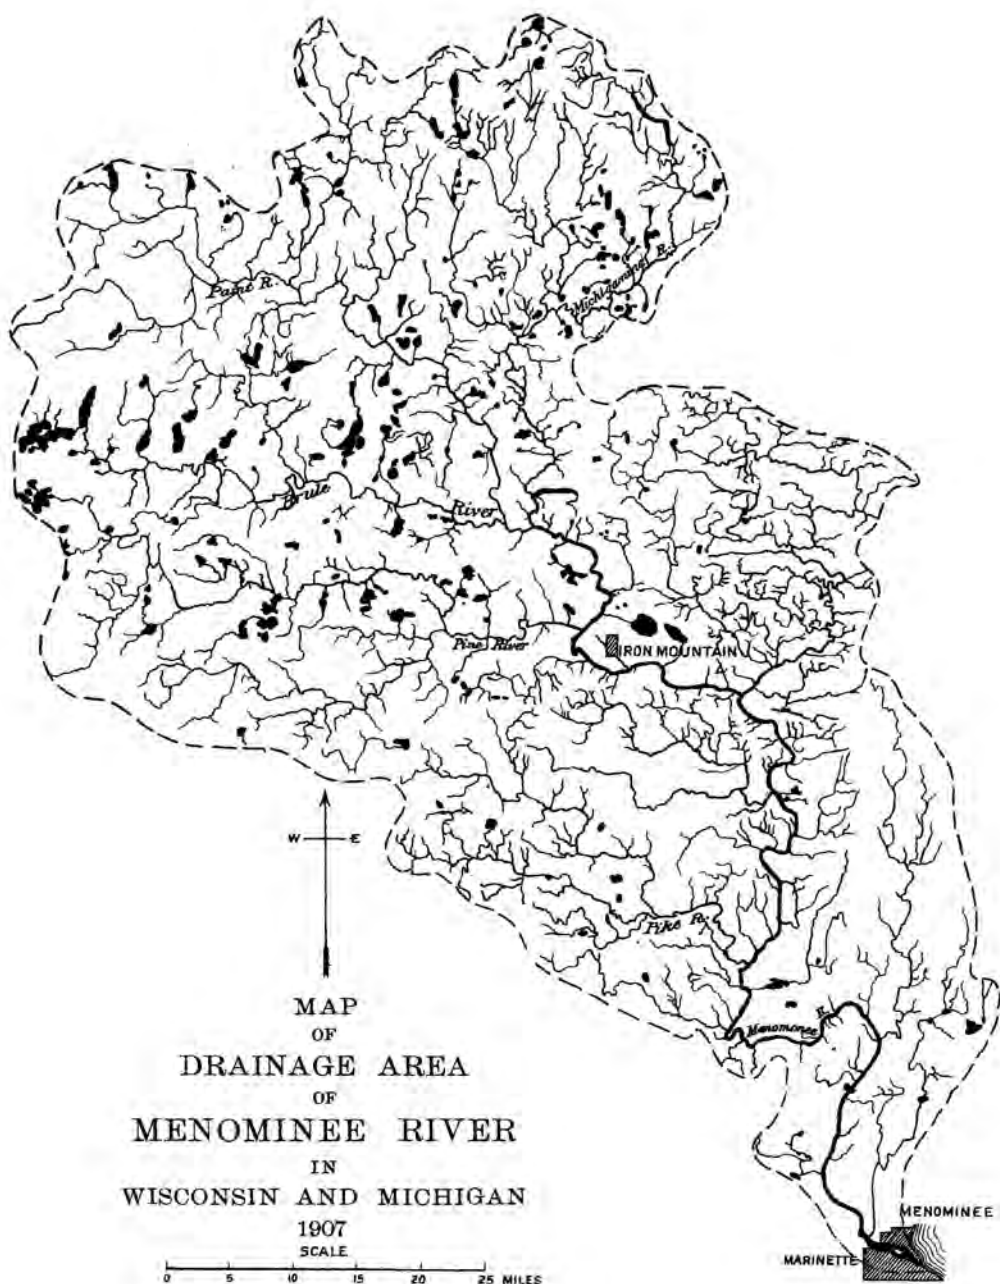 Paint R.
Michigamme R.
Brule
River
Pine River
IRON MOUNTAIN
W E
Pike R.
Menomonee R.
MAP
OF
DRAINAGE AREA
OF
MENOMINEE RIVER
IN
WISCONSIN AND MICHIGAN
1907
SCALE
0 5 10 15 20 25 MILES
MENOMINEE
MARINETTE